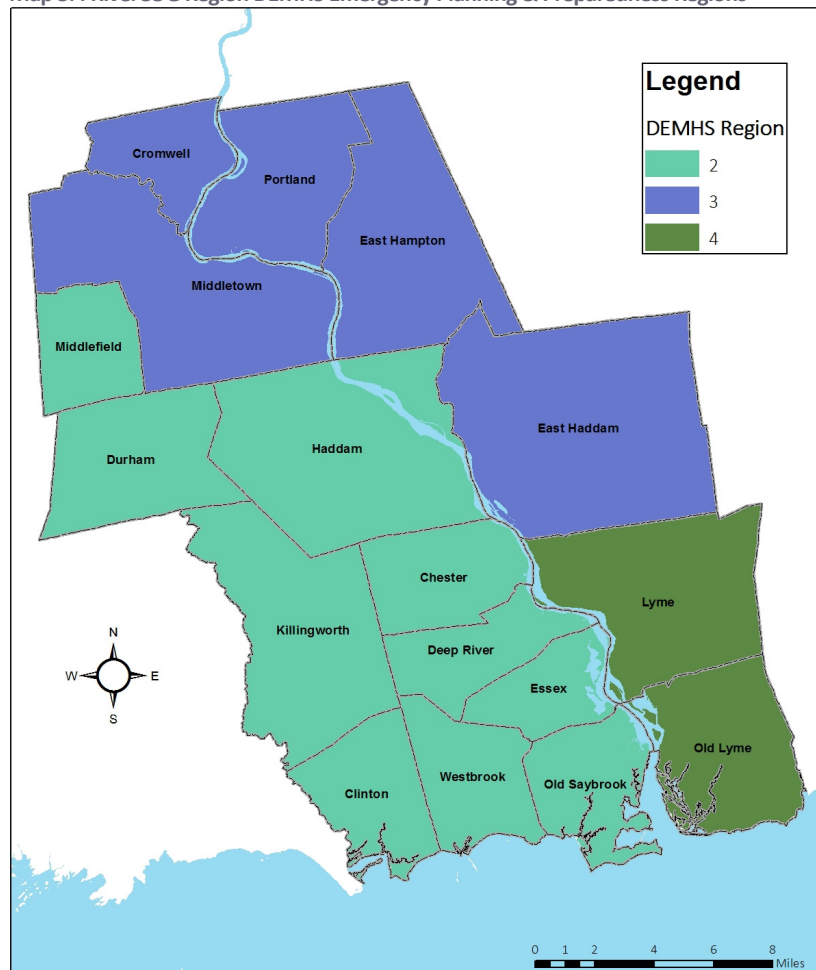 Legend
DEMHS Region
2
3
4
Cromwell
Portland
East Hampton
Middletown
Middlefield
East Haddam
Haddam
Durham
Chester
Lyme
Killingworth
Deep River
Essex
Old Lyme
Westbrook
Old Saybrook
Clinton
N
W E
S
0 1 2 4 6 8
Miles